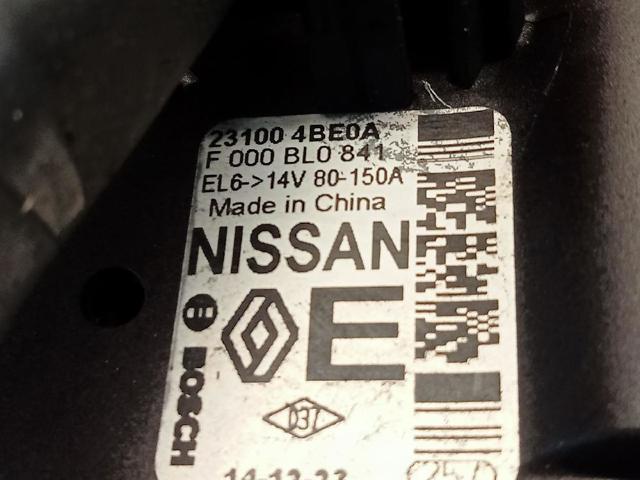 23100 4BE0A
F 000 BL0 841
EL6->14V 80-150A
Made in China
NISSAN
E
BOSCH
D37